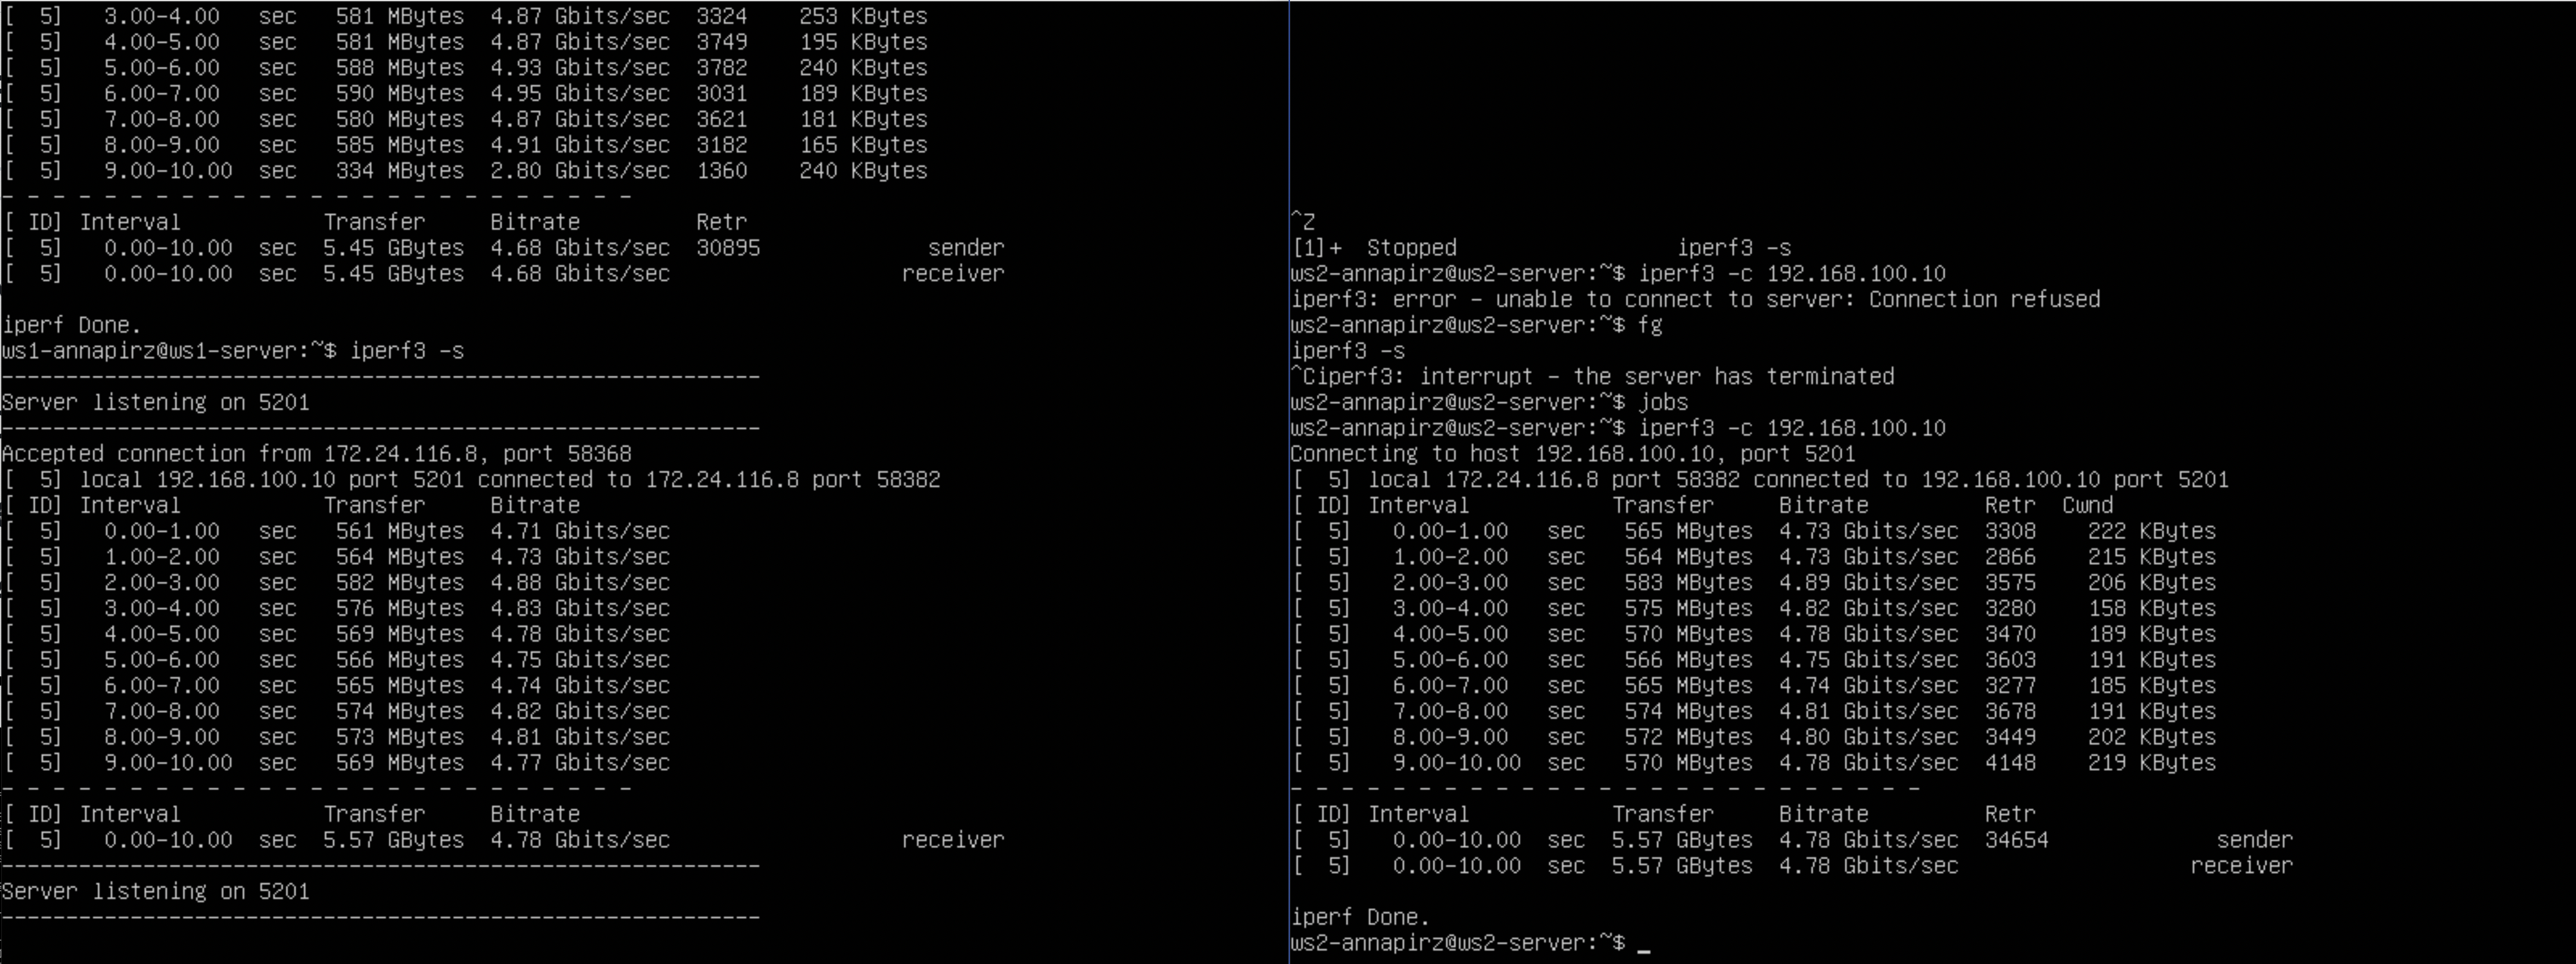 [  5]   3.00-4.00   sec   581 MBytes  4.87 Gbits/sec  3324    253 KBytes
[  5]   4.00-5.00   sec   581 MBytes  4.87 Gbits/sec  3749    195 KBytes
[  5]   5.00-6.00   sec   588 MBytes  4.93 Gbits/sec  3782    240 KBytes
[  5]   6.00-7.00   sec   590 MBytes  4.95 Gbits/sec  3031    189 KBytes
[  5]   7.00-8.00   sec   580 MBytes  4.87 Gbits/sec  3621    181 KBytes
[  5]   8.00-9.00   sec   585 MBytes  4.91 Gbits/sec  3182    165 KBytes
[  5]   9.00-10.00  sec   334 MBytes  2.80 Gbits/sec  1360    240 KBytes
- - - - - - - - - - - - - - - - - - - - - - - - -
[ ID] Interval           Transfer     Bitrate         Retr
[  5]   0.00-10.00  sec  5.45 GBytes  4.68 Gbits/sec  30895             sender
[  5]   0.00-10.00  sec  5.45 GBytes  4.68 Gbits/sec                  receiver
iperf Done.
ws1-annapirz@ws1-server:~$ iperf3 -s
-----------------------------------------------------------
Server listening on 5201
-----------------------------------------------------------
Accepted connection from 172.24.116.8, port 58368
[  5] local 192.168.100.10 port 5201 connected to 172.24.116.8 port 58382
[ ID] Interval           Transfer     Bitrate
[  5]   0.00-1.00   sec   561 MBytes  4.71 Gbits/sec
[  5]   1.00-2.00   sec   564 MBytes  4.73 Gbits/sec
[  5]   2.00-3.00   sec   582 MBytes  4.88 Gbits/sec
[  5]   3.00-4.00   sec   576 MBytes  4.83 Gbits/sec
[  5]   4.00-5.00   sec   569 MBytes  4.78 Gbits/sec
[  5]   5.00-6.00   sec   566 MBytes  4.75 Gbits/sec
[  5]   6.00-7.00   sec   565 MBytes  4.74 Gbits/sec
[  5]   7.00-8.00   sec   574 MBytes  4.82 Gbits/sec
[  5]   8.00-9.00   sec   573 MBytes  4.81 Gbits/sec
[  5]   9.00-10.00  sec   569 MBytes  4.77 Gbits/sec
- - - - - - - - - - - - - - - - - - - - - - - - -
[ ID] Interval           Transfer     Bitrate
[  5]   0.00-10.00  sec  5.57 GBytes  4.78 Gbits/sec                  receiver
-----------------------------------------------------------
Server listening on 5201
-----------------------------------------------------------
^Z
[1]+  Stopped                 iperf3 -s
ws2-annapirz@ws2-server:~$ iperf3 -c 192.168.100.10
iperf3: error - unable to connect to server: Connection refused
ws2-annapirz@ws2-server:~$ fg
iperf3 -s
^Ciperf3: interrupt - the server has terminated
ws2-annapirz@ws2-server:~$ jobs
ws2-annapirz@ws2-server:~$ iperf3 -c 192.168.100.10
Connecting to host 192.168.100.10, port 5201
[  5] local 172.24.116.8 port 58382 connected to 192.168.100.10 port 5201
[ ID] Interval           Transfer     Bitrate         Retr  Cwnd
[  5]   0.00-1.00   sec   565 MBytes  4.73 Gbits/sec  3308    222 KBytes
[  5]   1.00-2.00   sec   564 MBytes  4.73 Gbits/sec  2866    215 KBytes
[  5]   2.00-3.00   sec   583 MBytes  4.89 Gbits/sec  3575    206 KBytes
[  5]   3.00-4.00   sec   575 MBytes  4.82 Gbits/sec  3280    158 KBytes
[  5]   4.00-5.00   sec   570 MBytes  4.78 Gbits/sec  3470    189 KBytes
[  5]   5.00-6.00   sec   566 MBytes  4.75 Gbits/sec  3603    191 KBytes
[  5]   6.00-7.00   sec   565 MBytes  4.74 Gbits/sec  3277    185 KBytes
[  5]   7.00-8.00   sec   574 MBytes  4.81 Gbits/sec  3678    191 KBytes
[  5]   8.00-9.00   sec   572 MBytes  4.80 Gbits/sec  3449    202 KBytes
[  5]   9.00-10.00  sec   570 MBytes  4.78 Gbits/sec  4148    219 KBytes
- - - - - - - - - - - - - - - - - - - - - - - - -
[ ID] Interval           Transfer     Bitrate         Retr
[  5]   0.00-10.00  sec  5.57 GBytes  4.78 Gbits/sec  34654             sender
[  5]   0.00-10.00  sec  5.57 GBytes  4.78 Gbits/sec                  receiver
iperf Done.
ws2-annapirz@ws2-server:~$ _